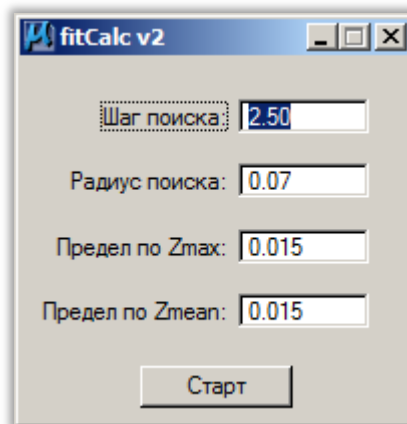 fitCalc v2
Шаг поиска: 2.50
Радиус поиска: 0.07
Предел по Zmax: 0.015
Предел по Zmean: 0.015
Старт